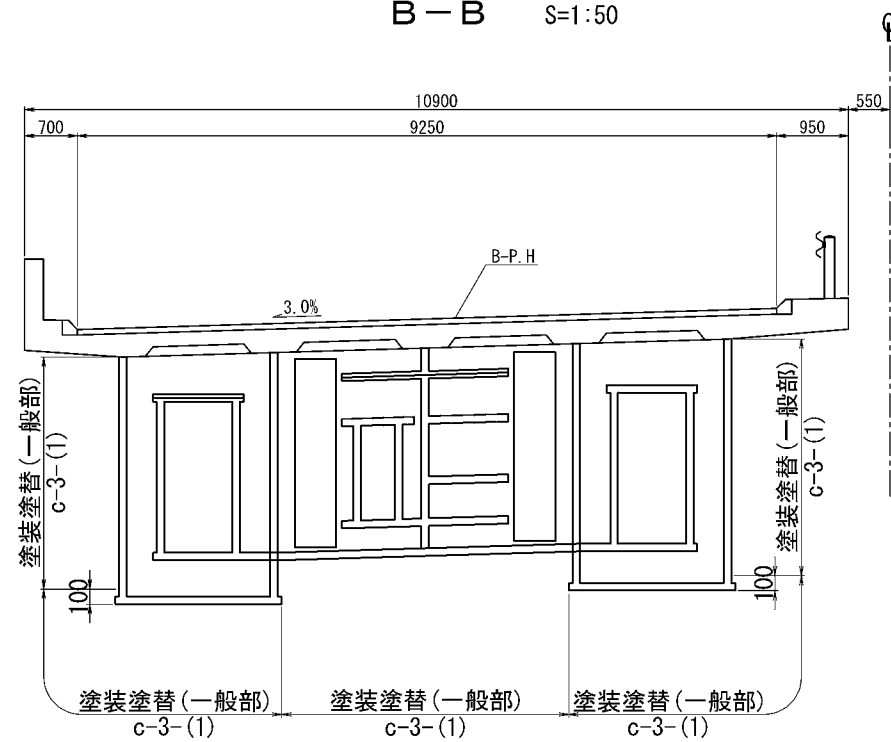 B－B S=1:50
10900
550
700
9250
950
B-P.H
3.0%
塗装塗替(一般部)
c-3-(1)
塗装塗替(一般部)
c-3-(1)
100
100
塗装塗替(一般部)
c-3-(1)
塗装塗替(一般部)
c-3-(1)
塗装塗替(一般部)
c-3-(1)